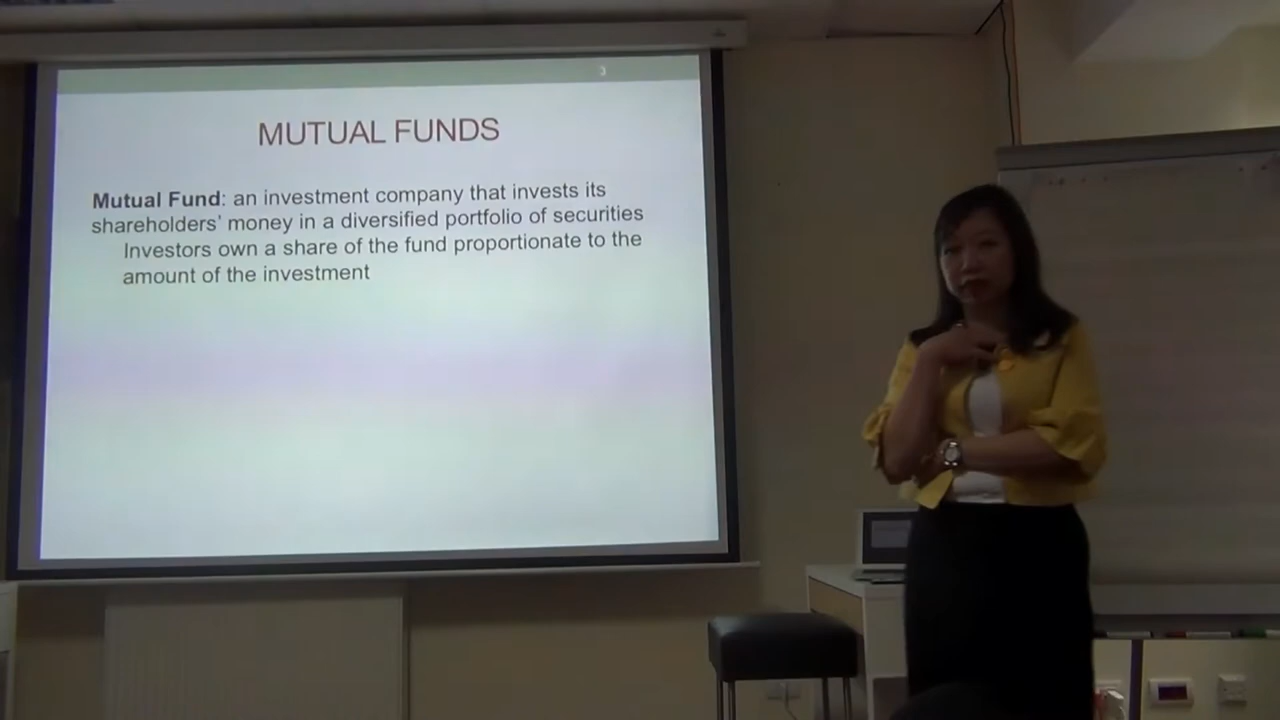 3
MUTUAL FUNDS
Mutual Fund: an investment company that invests its
shareholders' money in a diversified portfolio of securities
Investors own a share of the fund proportionate to the
amount of the investment